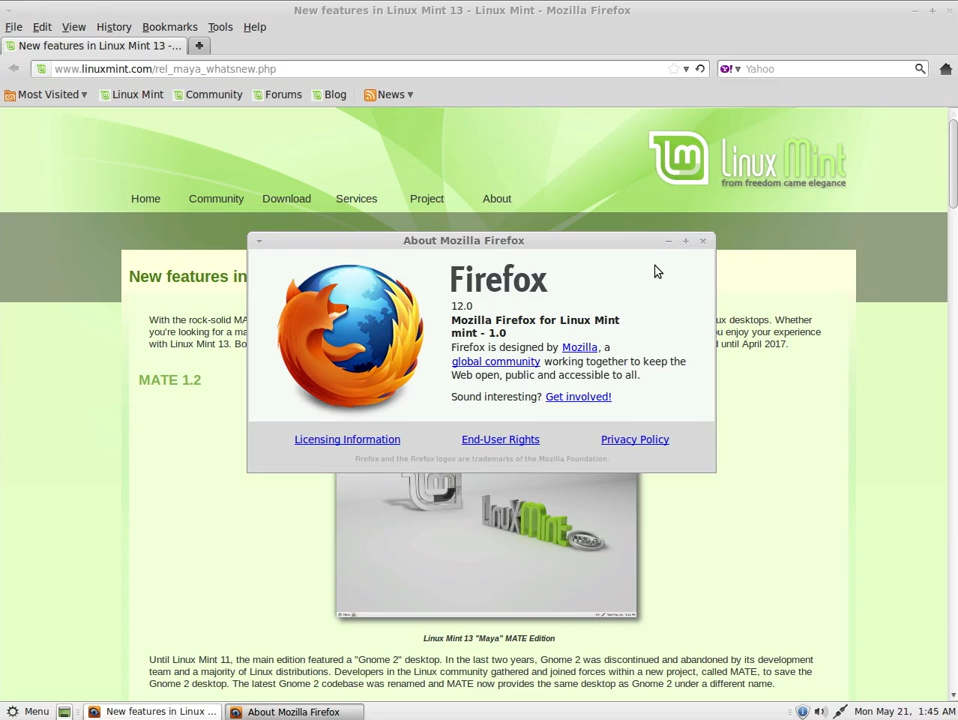 New features in Linux Mint 13 - Linux Mint - Mozilla Firefox
File Edit View History Bookmarks Tools Help
New features in Linux Mint 13 -...
www.linuxmint.com/rel_maya_whatsnew.php
Yahoo
Most Visited Linux Mint Community Forums Blog News
Linux Mint
from freedom came elegance
Home Community Download Services Project About
About Mozilla Firefox
New features in
Firefox
12.0
Mozilla Firefox for Linux Mint
mint - 1.0
Firefox is designed by Mozilla, a
global community working together to keep the
Web open, public and accessible to all.
Sound interesting? Get involved!
Licensing Information End-User Rights Privacy Policy
Firefox and the Firefox logos are trademarks of the Mozilla Foundation.
With the rock-solid MA ux desktops. Whether
you're looking for a ma u enjoy your experience
with Linux Mint 13. Bo d until April 2017.
MATE 1.2
LinuxMint
Linux Mint 13 "Maya" MATE Edition
Until Linux Mint 11, the main edition featured a "Gnome 2" desktop. In the last two years, Gnome 2 was discontinued and abandoned by its development
team and a majority of Linux distributions. Developers in the Linux community gathered and joined forces within a new project, called MATE, to save the
Gnome 2 desktop. The latest Gnome 2 codebase was renamed and MATE now provides the same desktop as Gnome 2 under a different name.
Menu New features in Linux ... About Mozilla Firefox Mon May 21, 1:45 AM